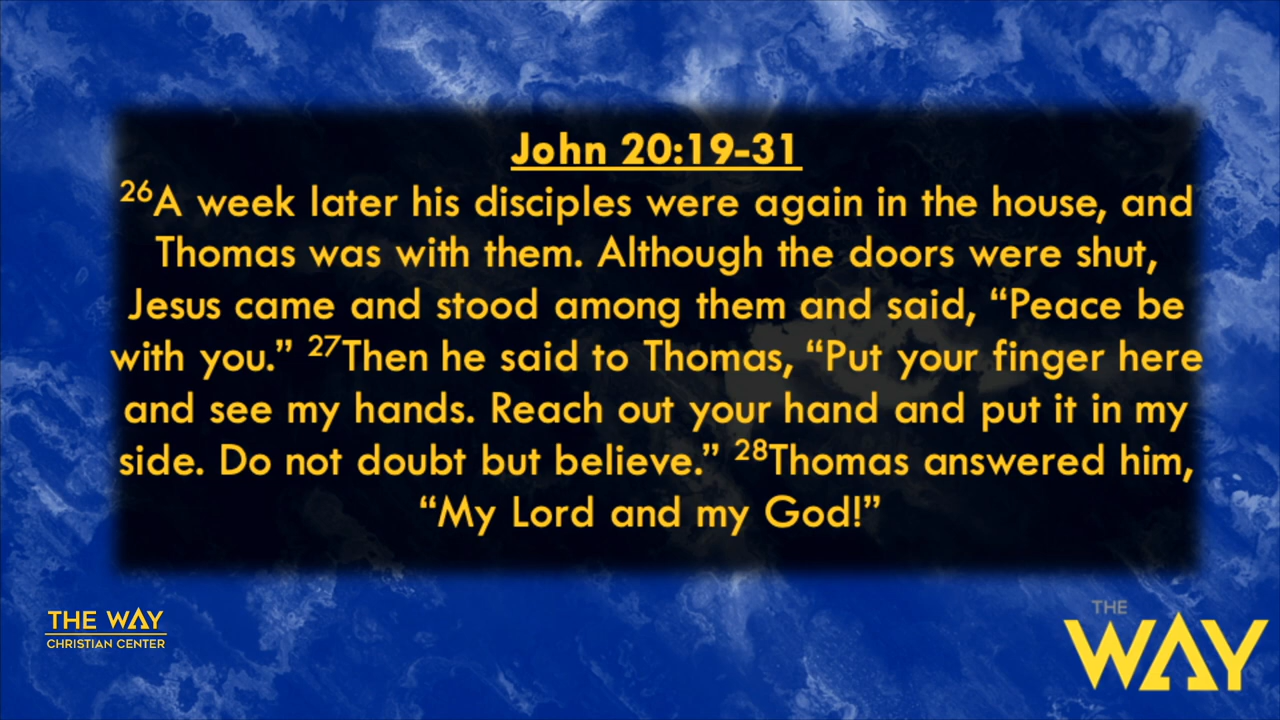 John 20:19-31
²⁶A week later his disciples were again in the house, and
Thomas was with them. Although the doors were shut,
Jesus came and stood among them and said, “Peace be
with you.” ²⁷Then he said to Thomas, “Put your finger here
and see my hands. Reach out your hand and put it in my
side. Do not doubt but believe.” ²⁸Thomas answered him,
“My Lord and my God!”
THE WAY
CHRISTIAN CENTER
THE
WAY